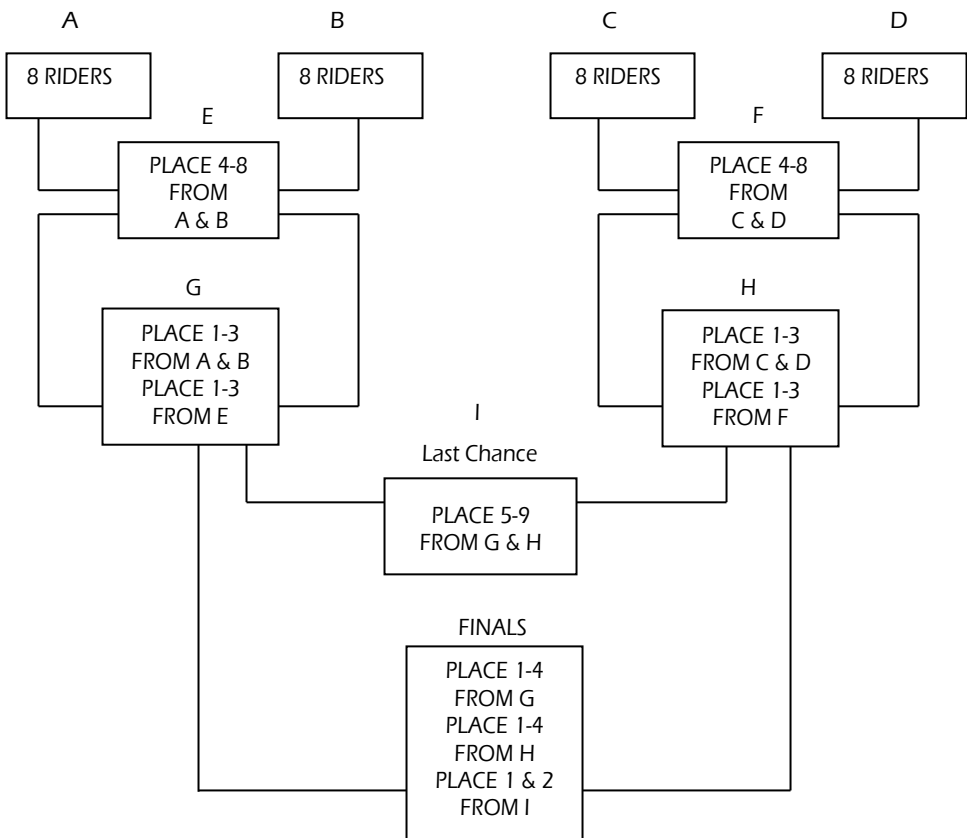 A
B
C
D
8 RIDERS
8 RIDERS
8 RIDERS
8 RIDERS
E
F
PLACE 4-8
FROM
A & B
PLACE 4-8
FROM
C & D
G
H
PLACE 1-3
FROM A & B
PLACE 1-3
FROM E
PLACE 1-3
FROM C & D
PLACE 1-3
FROM F
I
Last Chance
PLACE 5-9
FROM G & H
FINALS
PLACE 1-4
FROM G
PLACE 1-4
FROM H
PLACE 1 & 2
FROM I